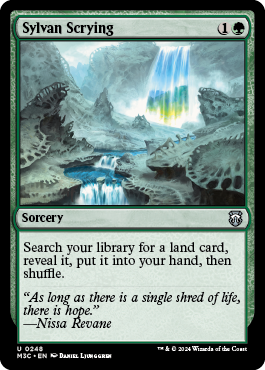 Sylvan Scrying 1
Sorcery
Search your library for a land card,
reveal it, put it into your hand, then
shuffle.
“As long as there is a single shred of life,
there is hope.”
—Nissa Revane
U 0248
M3C • EN Daniel Ljunggren
™ & © 2024 Wizards of the Coast